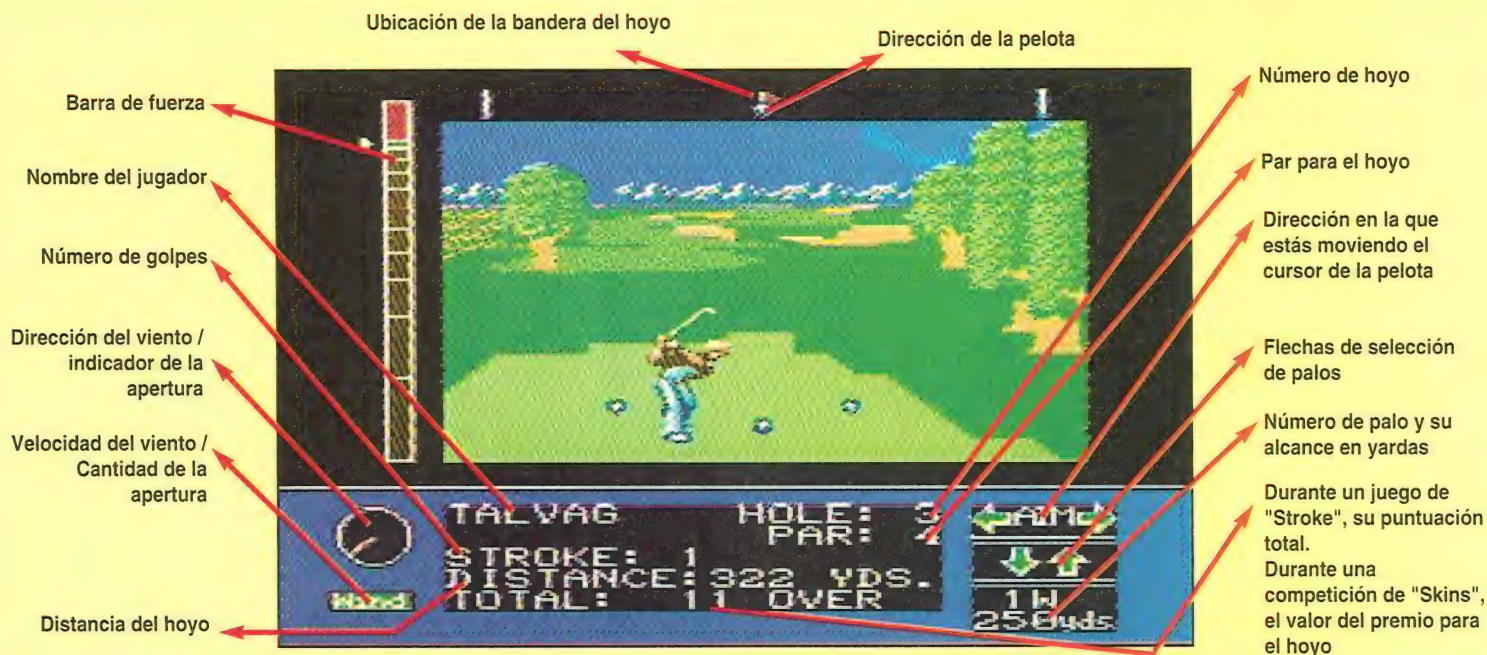 Ubicación de la bandera del hoyo
Dirección de la pelota
Barra de fuerza
Nombre del jugador
Número de golpes
Dirección del viento /
indicador de la
apertura
Velocidad del viento /
Cantidad de la
apertura
Distancia del hoyo
Número de hoyo
Par para el hoyo
Dirección en la que
estás moviendo el
cursor de la pelota
Flechas de selección
de palos
Número de palo y su
alcance en yardas
Durante un juego de
"Stroke", su puntuación
total.
Durante una
competición de "Skins",
el valor del premio para
el hoyo
TALVAG HOLE: 3
PAR: 4
STROKE: 1
DISTANCE: 322 YDS.
TOTAL: 11 OVER
Wind
AIM
1W
250yds